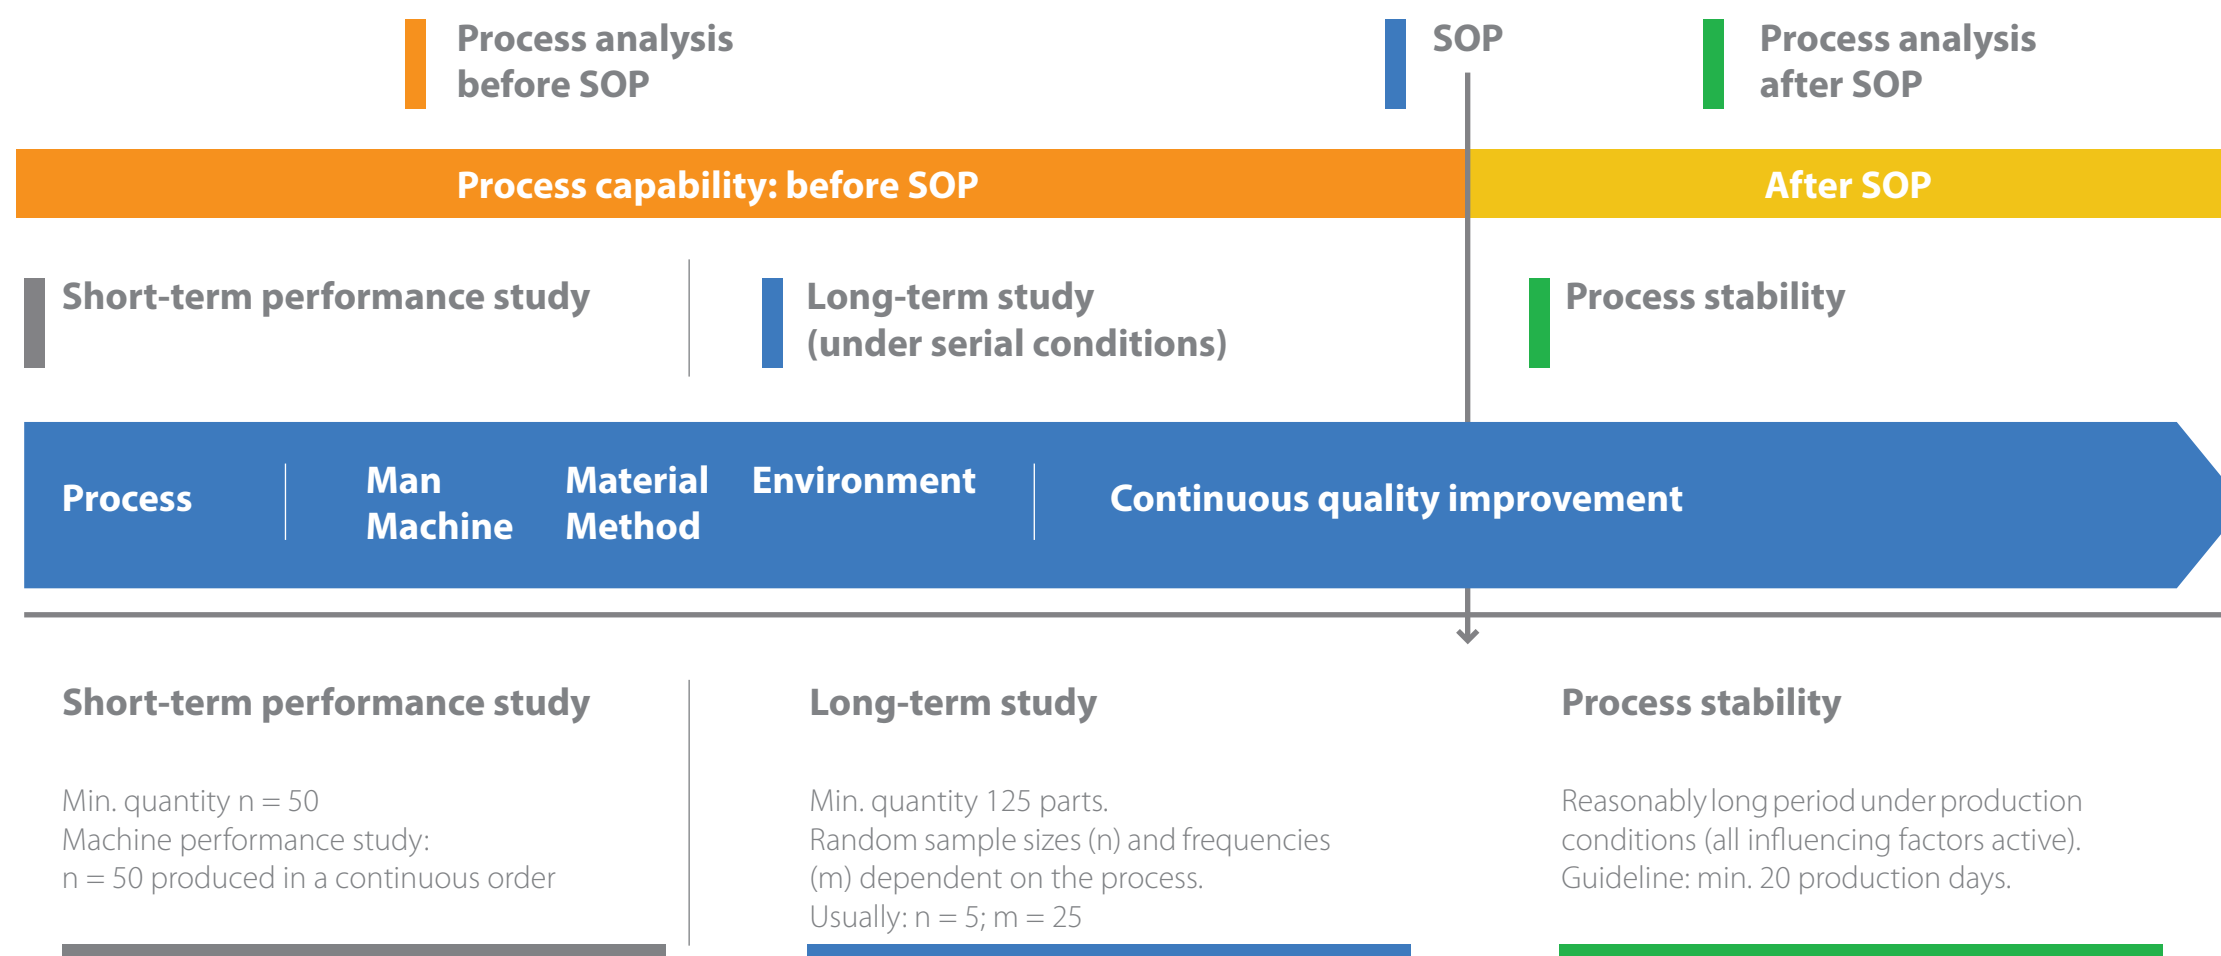 Process analysis
before SOP
SOP
Process analysis
after SOP
Process capability: before SOP
After SOP
Short-term performance study
Long-term study
(under serial conditions)
Process stability
Process
Man
Machine
Material
Method
Environment
Continuous quality improvement
Short-term performance study
Min. quantity n = 50
Machine performance study:
n = 50 produced in a continuous order
Long-term study
Min. quantity 125 parts.
Random sample sizes (n) and frequencies
(m) dependent on the process.
Usually: n = 5; m = 25
Process stability
Reasonably long period under production
conditions (all influencing factors active).
Guideline: min. 20 production days.